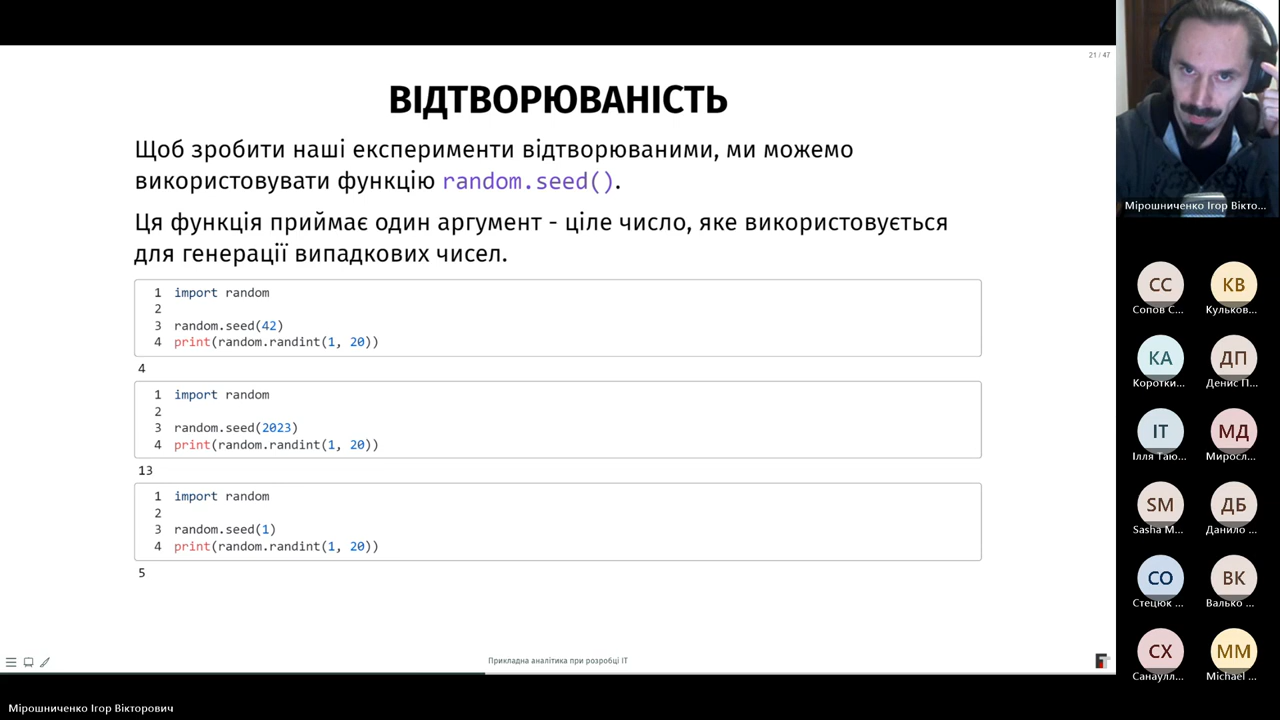 21 / 47
ВІДТВОРЮВАНІСТЬ
Щоб зробити наші експерименти відтворюваними, ми можемо
використовувати функцію random.seed().
Ця функція приймає один аргумент - ціле число, яке використовується
для генерації випадкових чисел.
1 import random
2
3 random.seed(42)
4 print(random.randint(1, 20))
4
1 import random
2
3 random.seed(2023)
4 print(random.randint(1, 20))
13
1 import random
2
3 random.seed(1)
4 print(random.randint(1, 20))
5
Прикладна аналітика при розробці IT
Мірошниченко Ігор Вікторович
Мірошниченко Ігор Вікто...
СС
Сопов С...
КВ
Кульков...
КА
Коротки...
ДП
Денис П...
ІТ
Ілля Таю...
МД
Миросл...
SM
Sasha M...
ДБ
Данило ...
СО
Стецюк ...
ВК
Валько ...
СХ
Санаулл...
MM
Michael ...